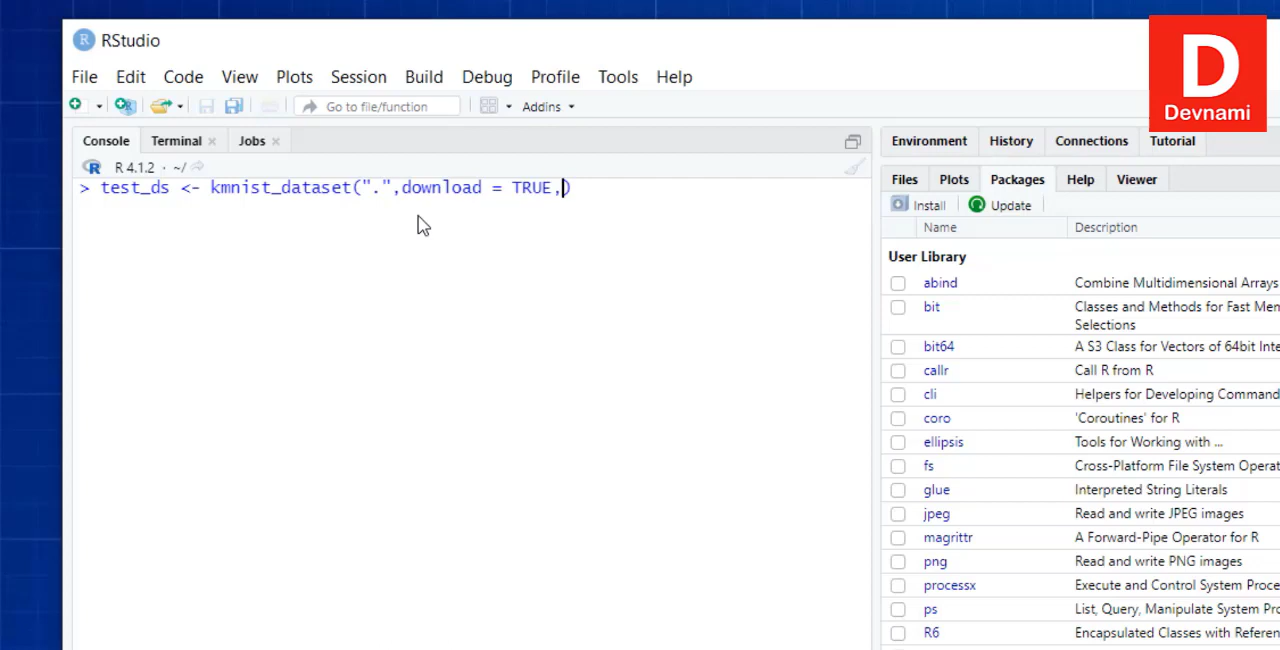 RStudio
File Edit Code View Plots Session Build Debug Profile Tools Help
Go to file/function Addins
D
Devnami
Console Terminal Jobs
R 4.1.2 · ~/
> test_ds <- kmnist_dataset(".",download = TRUE,)
Environment History Connections Tutorial
Files Plots Packages Help Viewer
Install Update
Name Description
User Library
abind Combine Multidimensional Arrays
bit Classes and Methods for Fast Mem
Selections
bit64 A S3 Class for Vectors of 64bit Inte
callr Call R from R
cli Helpers for Developing Command
coro 'Coroutines' for R
ellipsis Tools for Working with ...
fs Cross-Platform File System Operat
glue Interpreted String Literals
jpeg Read and write JPEG images
magrittr A Forward-Pipe Operator for R
png Read and write PNG images
processx Execute and Control System Proce
ps List, Query, Manipulate System Pro
R6 Encapsulated Classes with Referen